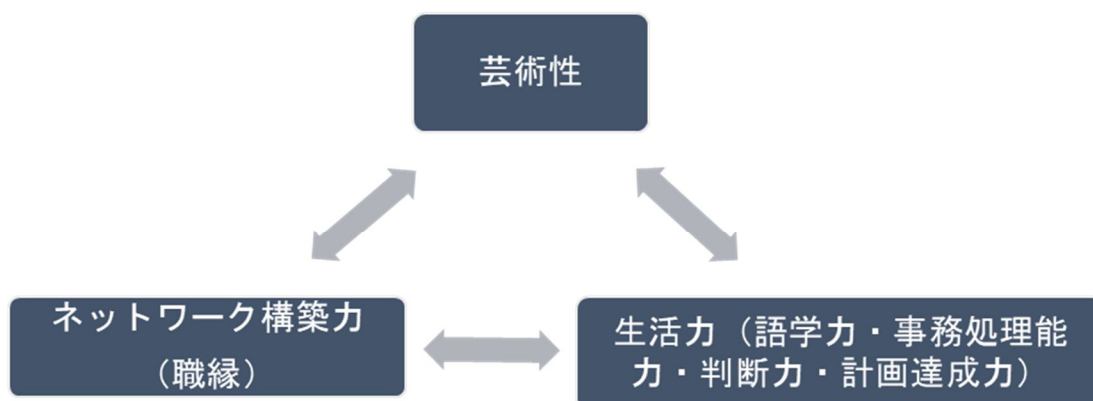 芸術性
ネットワーク構築力
（職縁）
生活力（語学力・事務処理能
力・判断力・計画達成力）